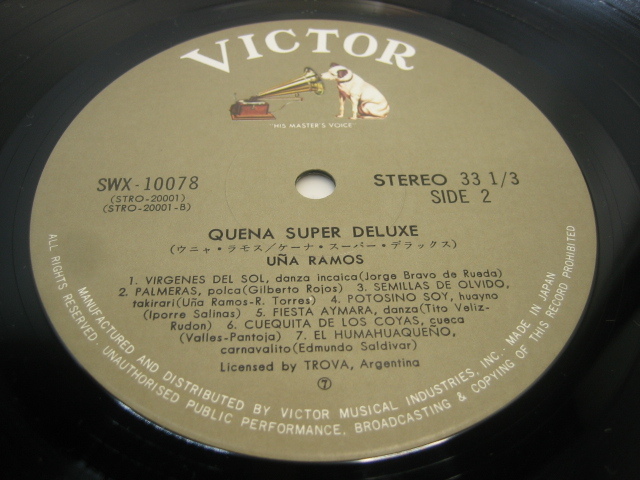 VICTOR
HIS MASTER'S VOICE
SWX-10078
(STRO-20001)
(STRO-20001-B)
STEREO 33 1/3
SIDE 2
QUENA SUPER DELUXE
(ウニャ・ラモス/ケーナ・スーパー・デラックス)
UÑA RAMOS
1. VIRGENES DEL SOL, danza incaica(Jorge Bravo de Rueda)
2. PALMERAS, polca(Gilberto Rojos) 3. SEMILLAS DE OLVIDO,
takirari(Uña Ramos-R. Torres) 4. POTOSINO SOY, huayno
(Iporre Salinas) 5. FIESTA AYMARA, danza(Tito Veliz-
Rudon) 6. CUEQUITA DE LOS COYAS, cueca
(Valles-Pantoja) 7. EL HUMAHUAQUEÑO,
carnavalito(Edmundo Saldivar)
Licensed by TROVA, Argentina
⑦
MANUFACTURED AND DISTRIBUTED BY VICTOR MUSICAL INDUSTRIES, INC., MADE IN JAPAN
ALL RIGHTS RESERVED. UNAUTHORISED PUBLIC PERFORMANCE, BROADCASTING & COPYING OF THIS RECORD PROHIBITED